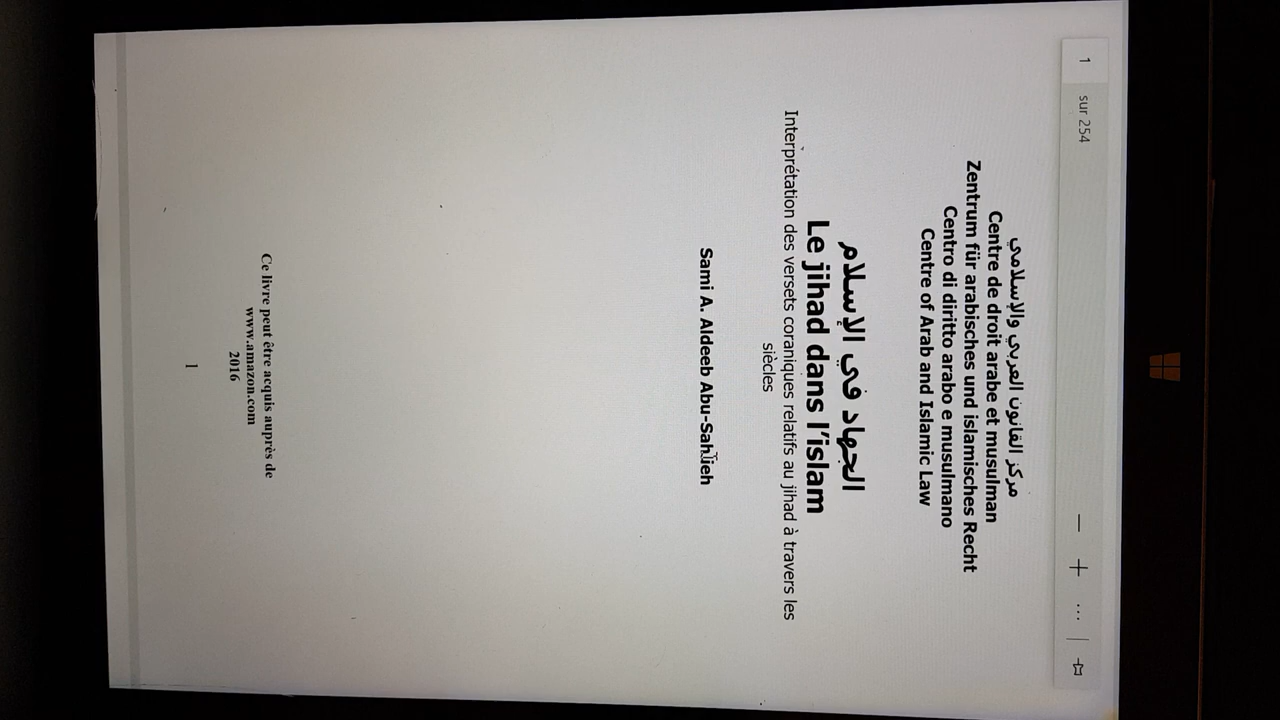 1 sur 254
مركز القانون العربي والإسلامي
Centre de droit arabe et musulman
Zentrum für arabisches und islamisches Recht
Centro di diritto arabo e musulmano
Centre of Arab and Islamic Law
الجهاد في الإسلام
Le jihad dans l'islam
Interprétation des versets coraniques relatifs au jihad à travers les
siècles
Sami A. Aldeeb Abu-Sahlieh
Ce livre peut être acquis auprès de
www.amazon.com
2016
1